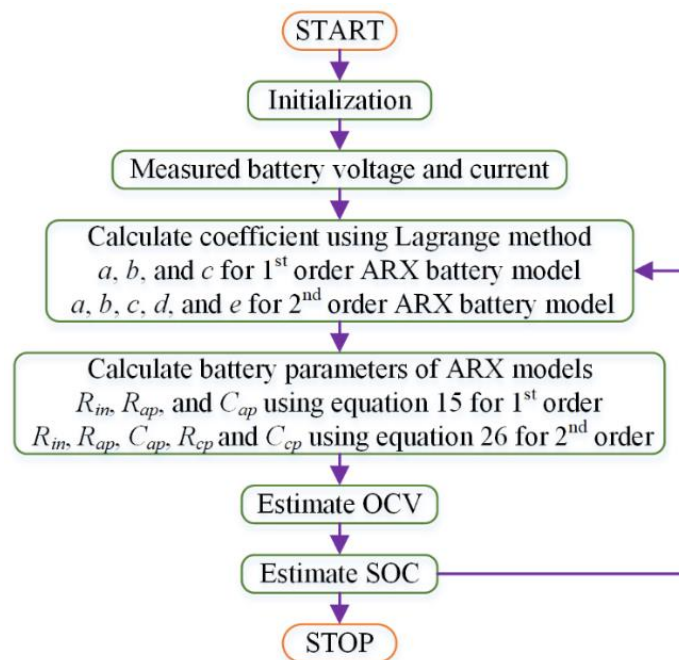 START
Initialization
Measured battery voltage and current
Calculate coefficient using Lagrange method
a, b, and c for 1st order ARX battery model
a, b, c, d, and e for 2nd order ARX battery model
Calculate battery parameters of ARX models
Rin, Rap, and Cap using equation 15 for 1st order
Rin, Rap, Cap, Rcp and Ccp using equation 26 for 2nd order
Estimate OCV
Estimate SOC
STOP